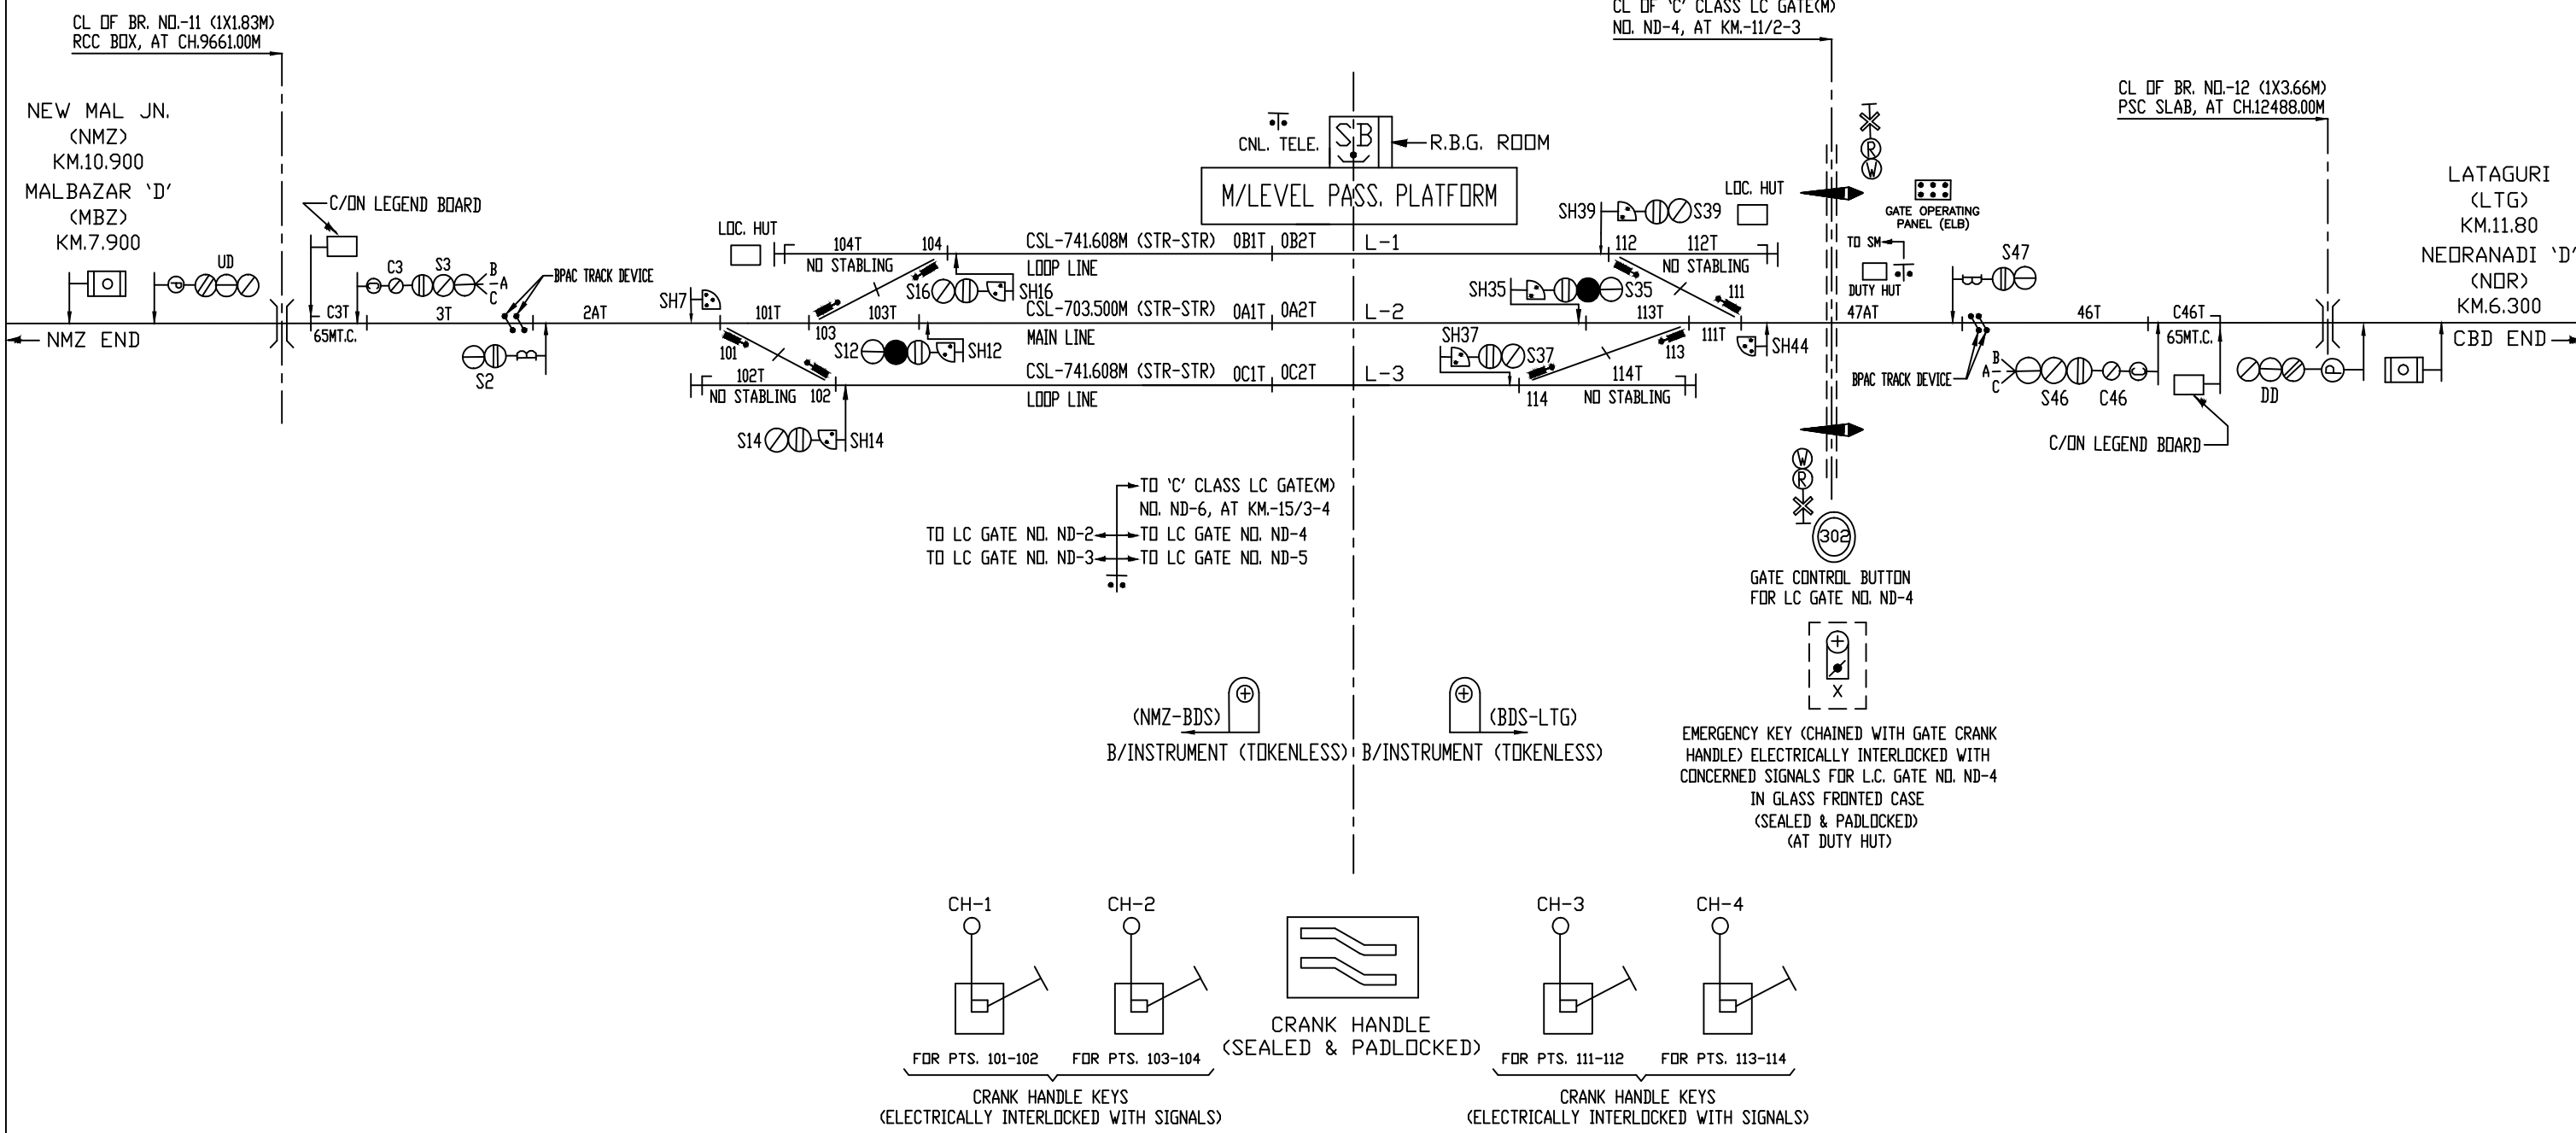 CL OF BR. NO.-11 (1X1.83M)
RCC BOX, AT CH.9661.00M
CL OF 'C' CLASS LC GATE(M)
NO. ND-4, AT KM.-11/2-3
CL OF BR. NO.-12 (1X3.66M)
PSC SLAB, AT CH.12488.00M
NEW MAL JN.
(NMZ)
KM.10.900
MALBAZAR 'D'
(MBZ)
KM.7.900
C/ON LEGEND BOARD
UD
P
C3
S3
C
B
A
C
BPAC TRACK DEVICE
C3T
65MT.C.
3T
2AT
NMZ END
S2
B
LOC. HUT
SH7
104T
NO STABLING
104
101T
103
103T
101
102T
NO STABLING
102
S16
SH16
S12
SH12
S14
SH14
CNL. TELE.
SB
R.B.G. ROOM
M/LEVEL PASS. PLATFORM
CSL-741.608M (STR-STR)
LOOP LINE
0B1T
0B2T
L-1
CSL-703.500M (STR-STR)
MAIN LINE
0A1T
0A2T
L-2
CSL-741.608M (STR-STR)
LOOP LINE
0C1T
0C2T
L-3
SH39
S39
LOC. HUT
112
112T
NO STABLING
SH35
S35
113T
111
111T
SH37
S37
113
114
114T
NO STABLING
SH44
R
W
GATE OPERATING
PANEL (ELB)
TO SM
DUTY HUT
S47
B
47AT
46T
C46T
65MT.C.
BPAC TRACK DEVICE
B
A
C
S46
C46
C
DD
P
C/ON LEGEND BOARD
LATAGURI
(LTG)
KM.11.80
NEORANADI 'D'
(NOR)
KM.6.300
CBD END
W
R
302
GATE CONTROL BUTTON
FOR LC GATE NO. ND-4
X
EMERGENCY KEY (CHAINED WITH GATE CRANK
HANDLE) ELECTRICALLY INTERLOCKED WITH
CONCERNED SIGNALS FOR L.C. GATE NO. ND-4
IN GLASS FRONTED CASE
(SEALED & PADLOCKED)
(AT DUTY HUT)
TO 'C' CLASS LC GATE(M)
NO. ND-6, AT KM.-15/3-4
TO LC GATE NO. ND-2 TO LC GATE NO. ND-4
TO LC GATE NO. ND-3 TO LC GATE NO. ND-5
(NMZ-BDS)
B/INSTRUMENT (TOKENLESS)
(BDS-LTG)
B/INSTRUMENT (TOKENLESS)
CH-1
CH-2
FOR PTS. 101-102
FOR PTS. 103-104
CRANK HANDLE KEYS
(ELECTRICALLY INTERLOCKED WITH SIGNALS)
CRANK HANDLE
(SEALED & PADLOCKED)
CH-3
CH-4
FOR PTS. 111-112
FOR PTS. 113-114
CRANK HANDLE KEYS
(ELECTRICALLY INTERLOCKED WITH SIGNALS)